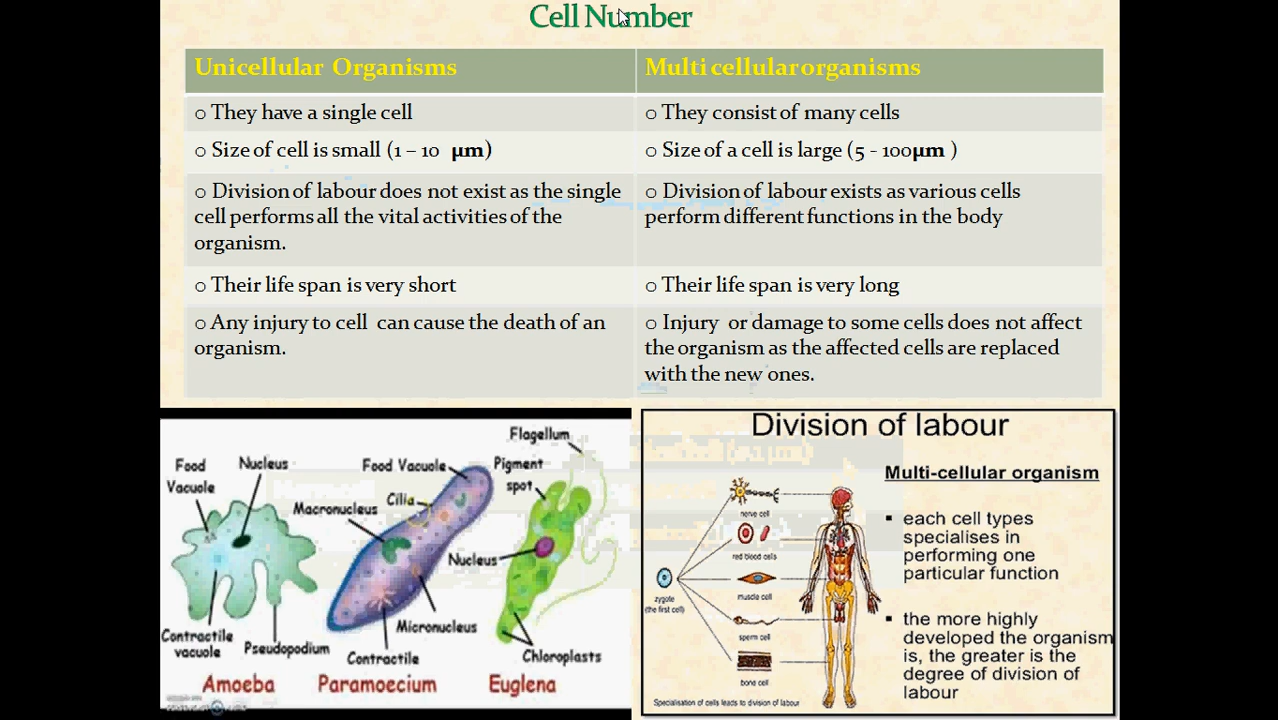 Cell Number
Unicellular Organisms
Multi cellular organisms
o They have a single cell
o They consist of many cells
o Size of cell is small (1 – 10 µm)
o Size of a cell is large (5 - 100µm )
o Division of labour does not exist as the single
cell performs all the vital activities of the
organism.
o Division of labour exists as various cells
perform different functions in the body
o Their life span is very short
o Their life span is very long
o Any injury to cell can cause the death of an
organism.
o Injury or damage to some cells does not affect
the organism as the affected cells are replaced
with the new ones.
Food
Vacuole
Nucleus
Contractile
vacuole
Pseudopodium
Amoeba
Food Vacuole
Cilia
Macronucleus
Micronucleus
Contractile
Paramoecium
Flagellum
Pigment
spot
Nucleus
Chloroplasts
Euglena
Division of labour
Multi-cellular organism
nerve cell
red blood cells
zygote
(the first cell)
muscle cell
sperm cell
bone cell
Specialisation of cells leads to division of labour
▪ each cell types
specialises in
performing one
particular function
▪ the more highly
developed the organism
is, the greater is the
degree of division of
labour